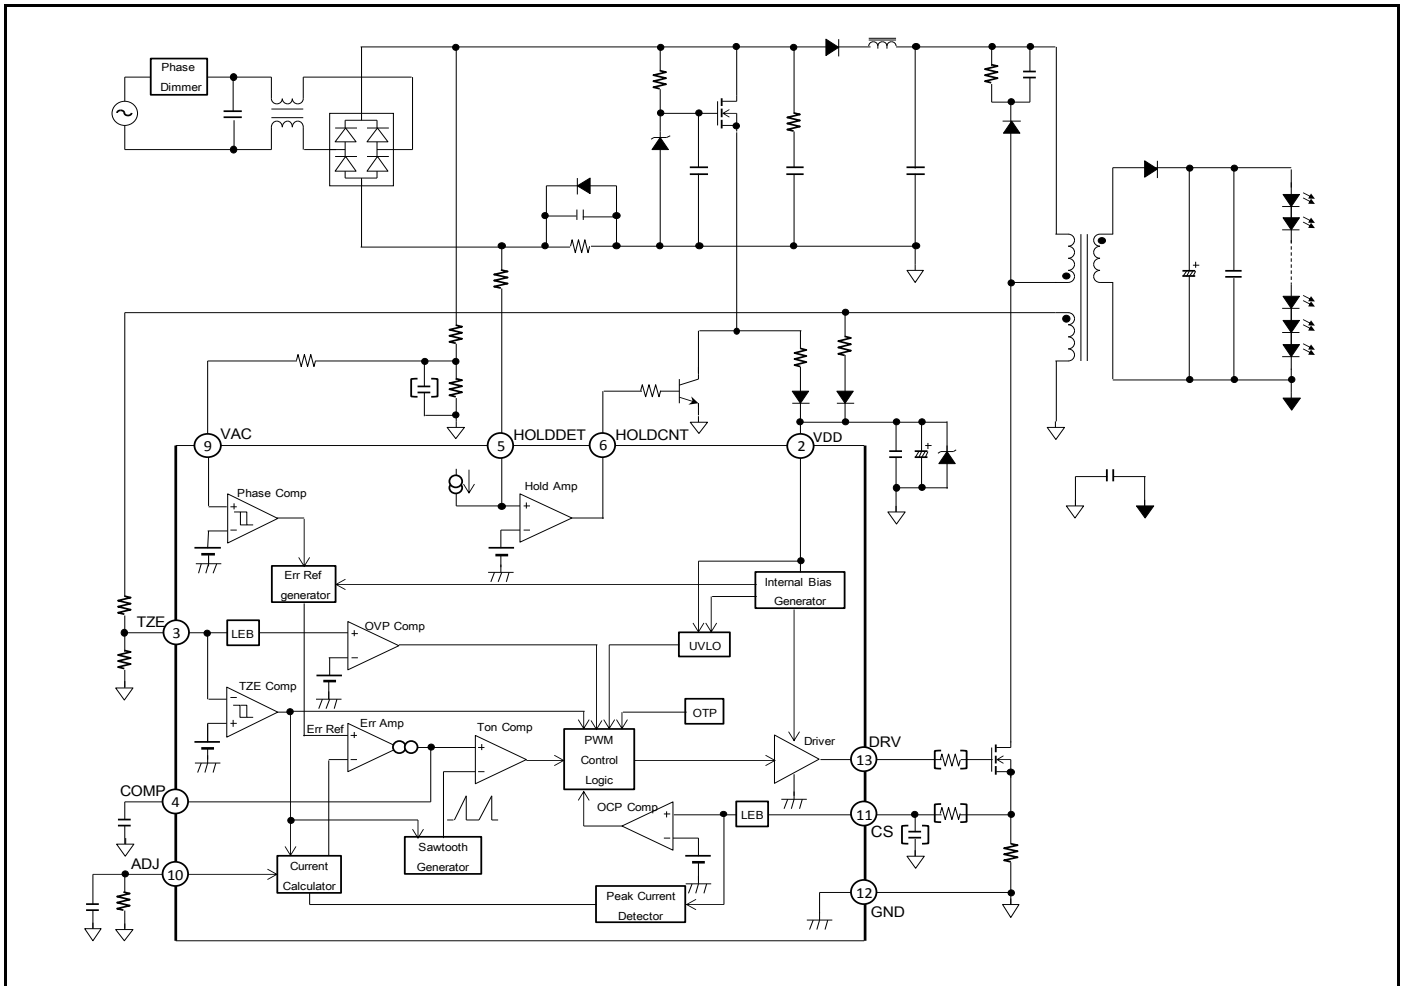 Phase
Dimmer
+
VAC
HOLDDET
HOLDCNT
VDD
9
5
6
2
+
Phase Comp
+
−
Hold Amp
+
−
Err Ref
generator
Internal Bias
Generator
TZE
3
LEB
OVP Comp
+
−
UVLO
TZE Comp
−
+
OTP
Err Ref
Err Amp
+
−
Ton Comp
+
−
PWM
Control
Logic
Driver
DRV
13
COMP
4
OCP Comp
+
−
LEB
11
CS
Sawtooth
Generator
ADJ
10
Current
Calculator
Peak Current
Detector
12
GND